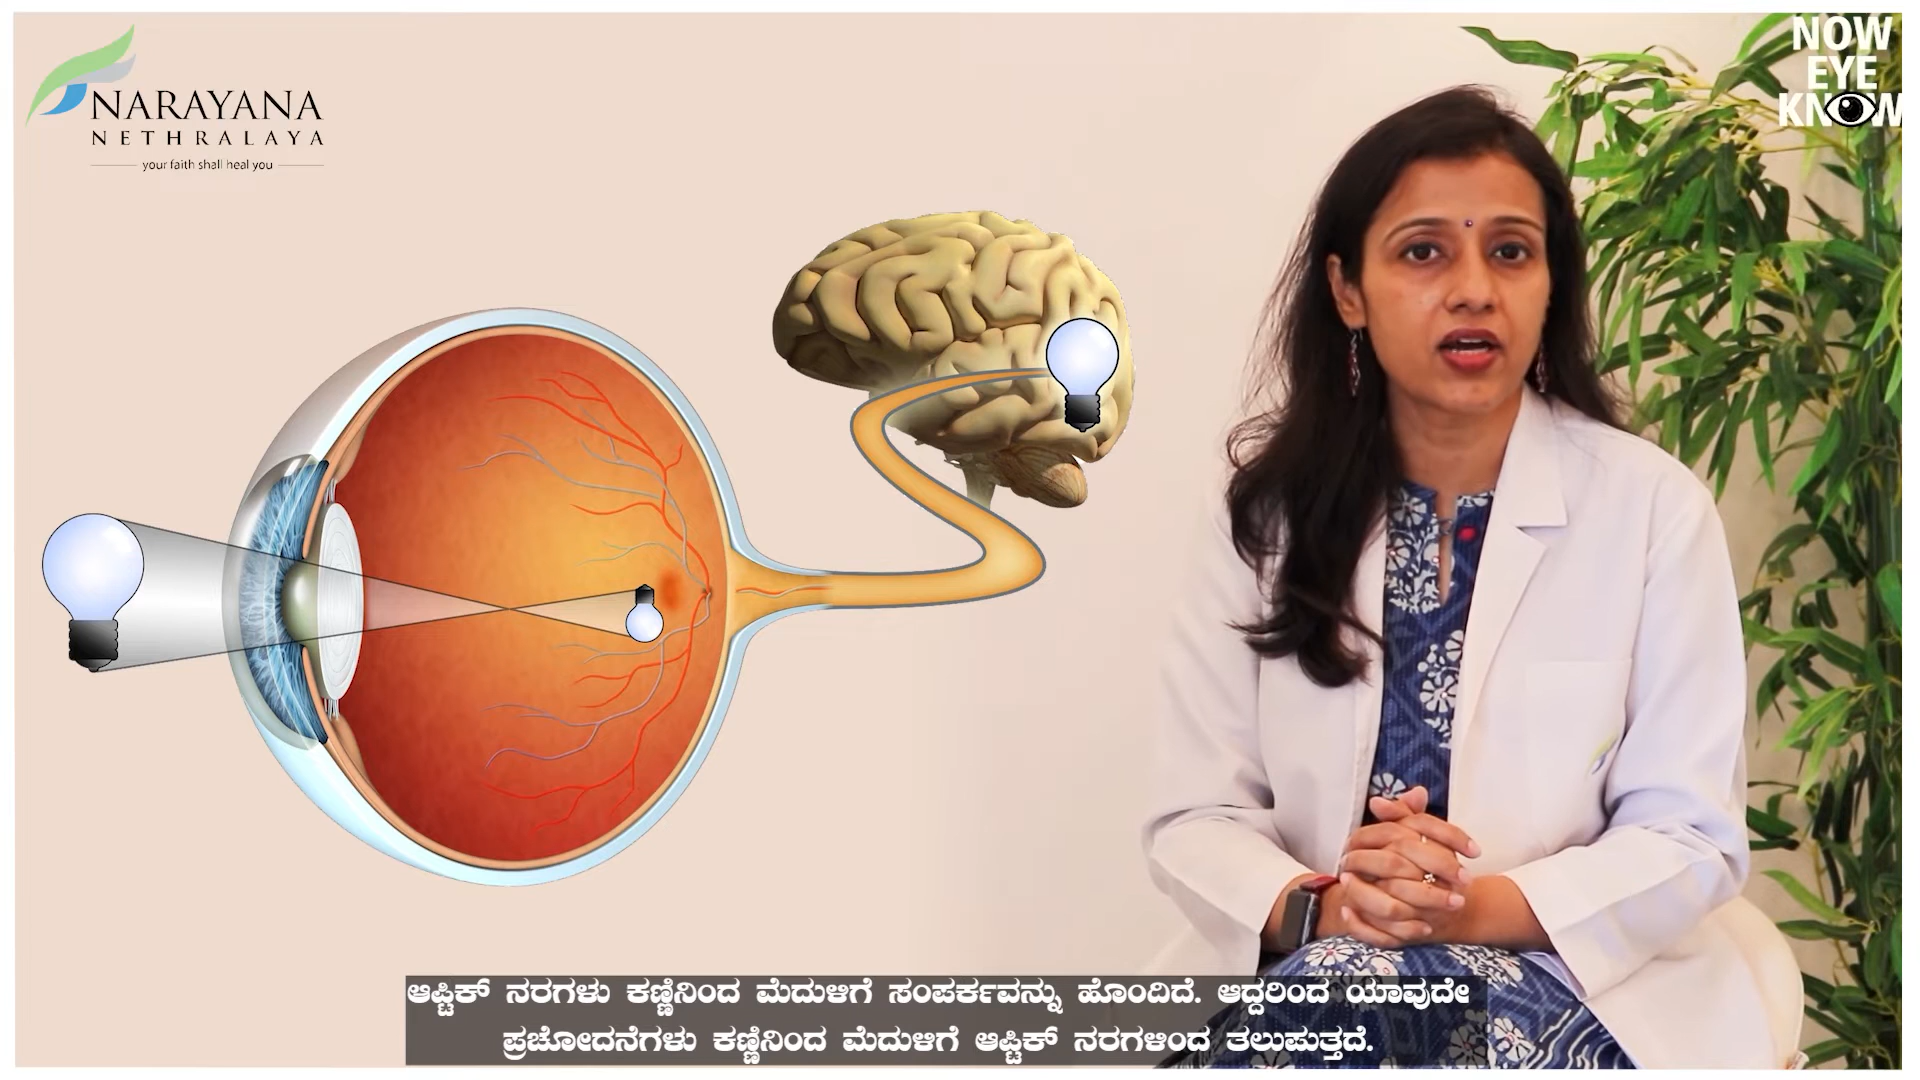 NARAYANA
NETHRALAYA
your faith shall heal you
NOW
EYE
KNOW
ಆಪ್ಟಿಕ್ ನರಗಳು ಕಣ್ಣಿನಿಂದ ಮೆದುಳಿಗೆ ಸಂಪರ್ಕವನ್ನು ಹೊಂದಿದೆ. ಆದ್ದರಿಂದ ಯಾವುದೇ
ಪ್ರಚೋದನೆಗಳು ಕಣ್ಣಿನಿಂದ ಮೆದುಳಿಗೆ ಆಪ್ಟಿಕ್ ನರಗಳಿಂದ ತಲುಪುತ್ತದೆ.